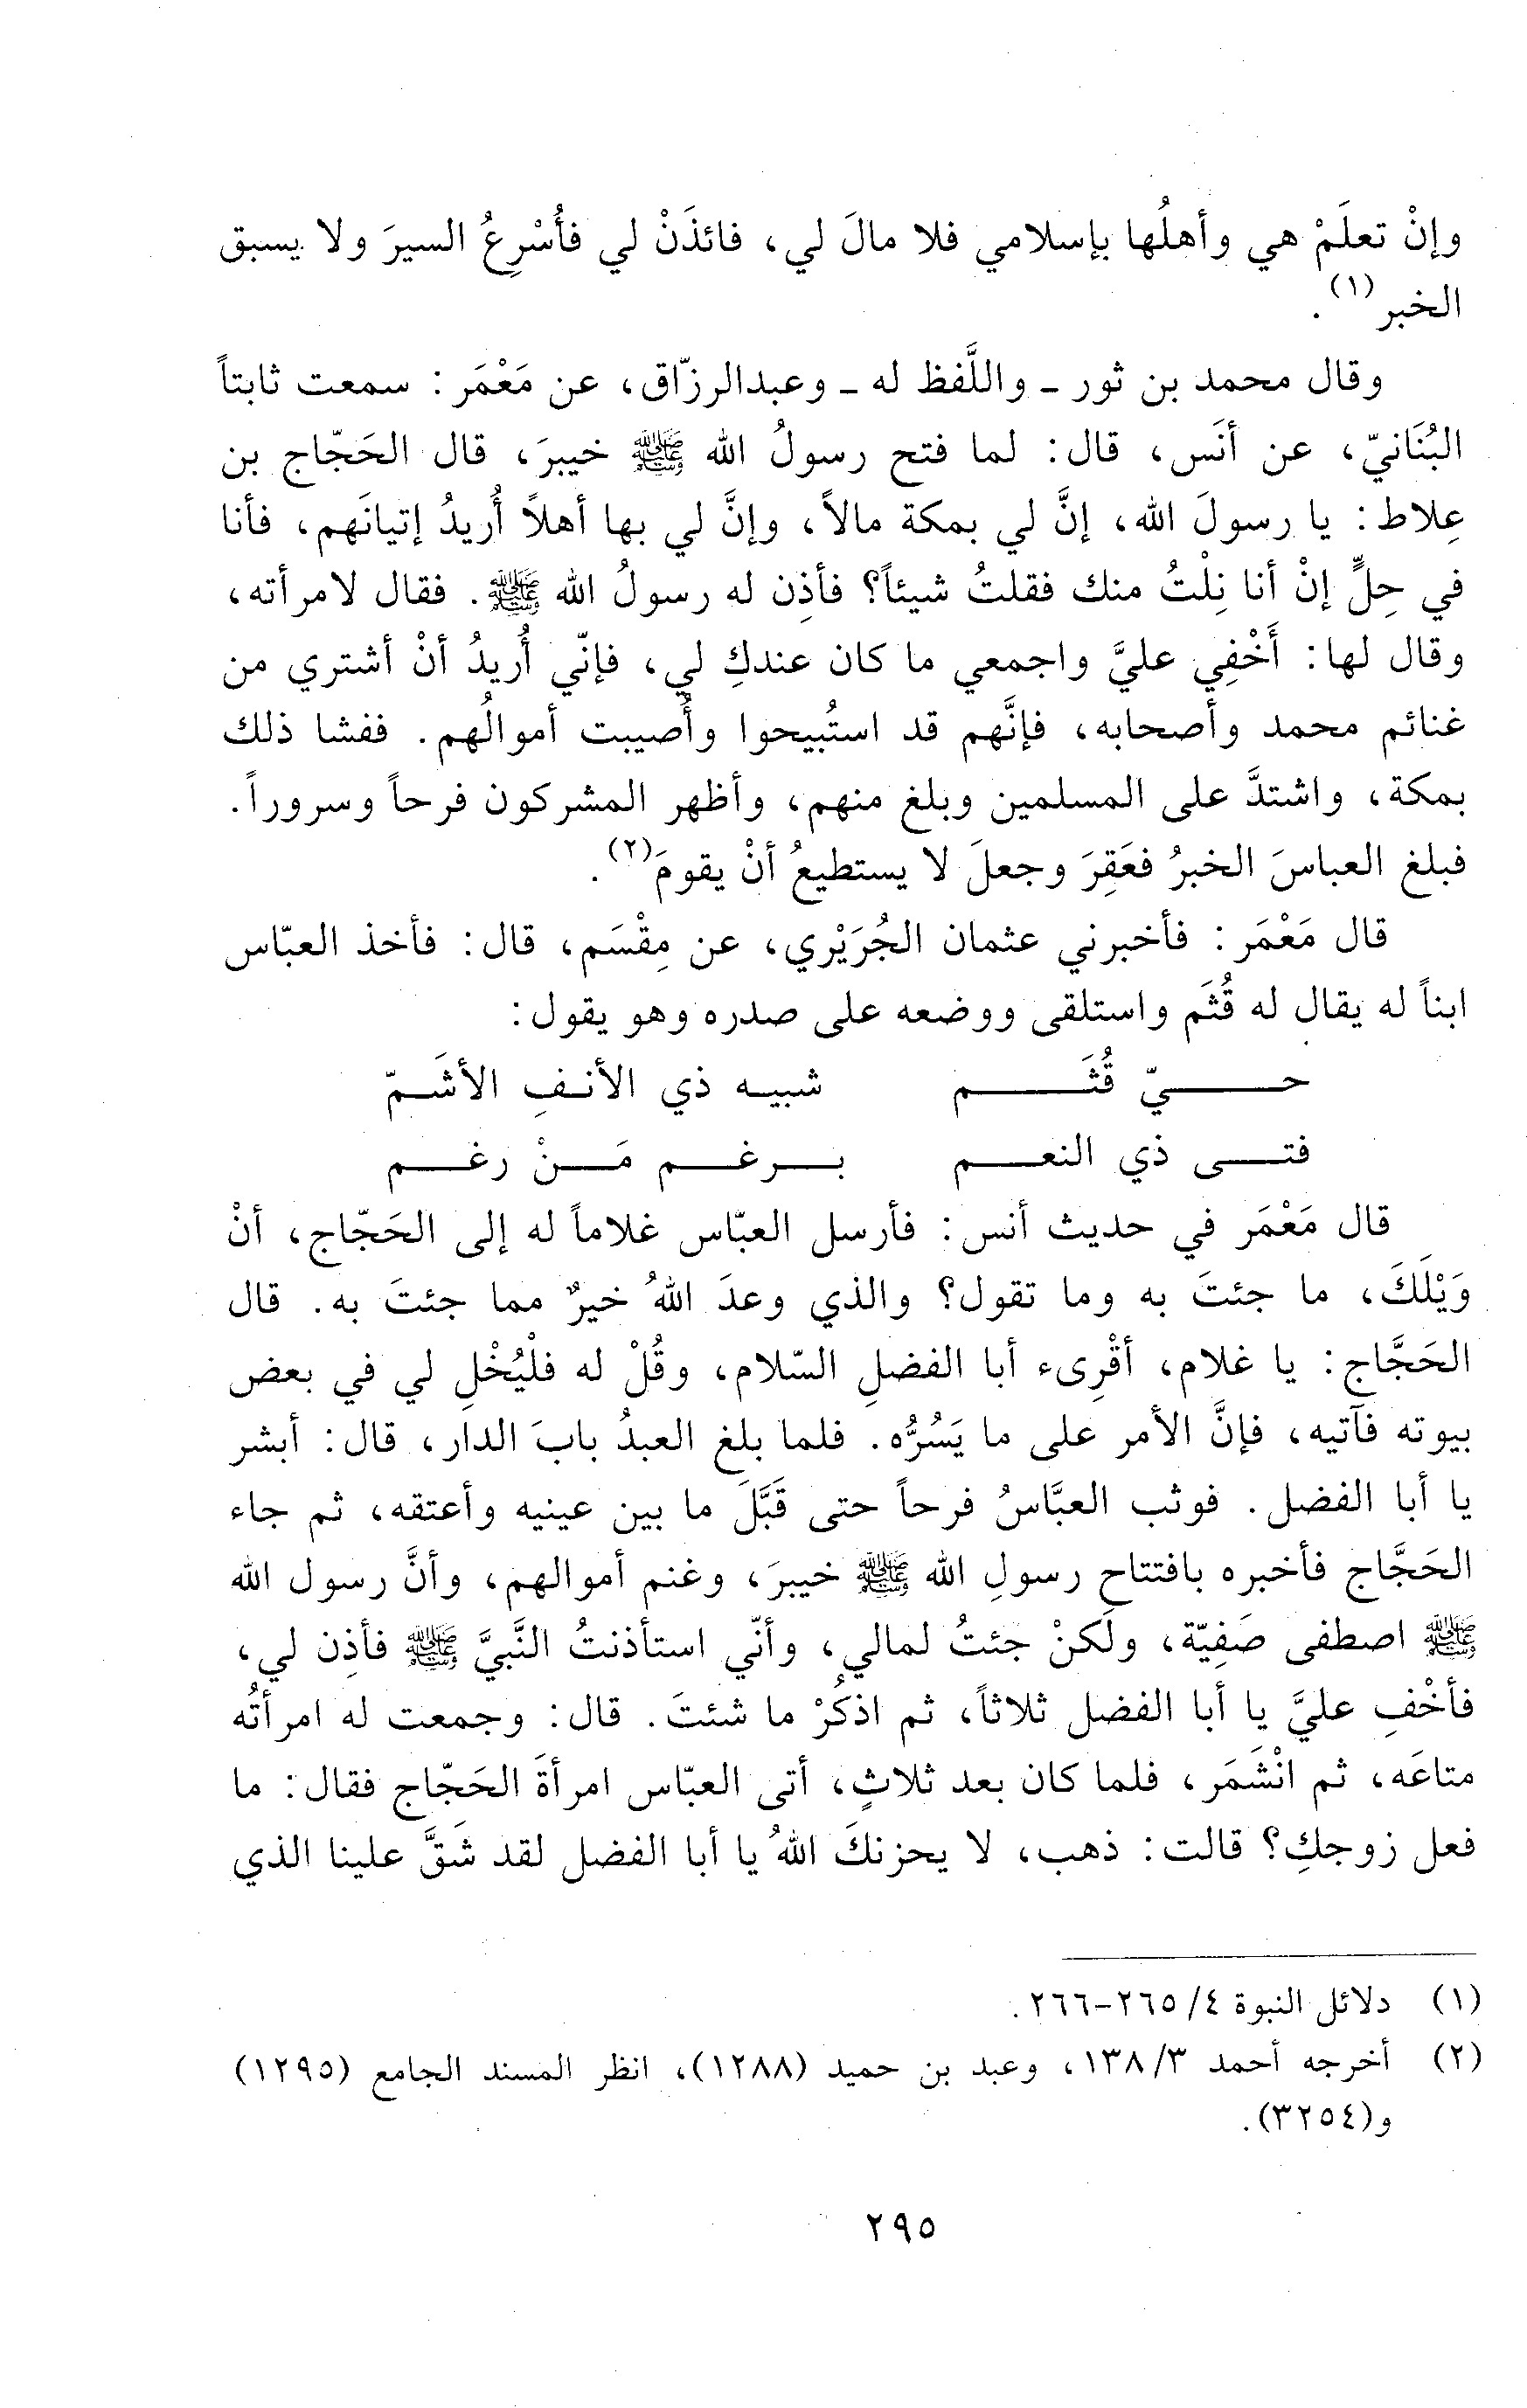 وإنْ تعلَمْ هي وأهلُها بإسلامي فلا مالَ لي، فائذَنْ لي فأُسْرِعُ السيرَ ولا يسبق
الخبر(١).
وقال محمد بن ثور ـ واللَّفظ له ـ وعبدالرزّاق، عن مَعْمَر: سمعت ثابتاً
البُنَانيّ، عن أنَس، قال: لما فتح رسولُ الله ﷺ خيبرَ، قال الحَجّاج بن
عِلاط: يا رسولَ الله، إنَّ لي بمكة مالاً، وإنَّ لي بها أهلاً أُريدُ إتيانَهم، فأنا
في حِلٍّ إنْ أنا نِلْتُ منك فقلتُ شيئاً؟ فأذِن له رسولُ الله ﷺ. فقال لامرأته،
وقال لها: أَخْفِي عليَّ واجمعي ما كان عندكِ لي، فإنّي أُريدُ أنْ أشتري من
غنائم محمد وأصحابه، فإنَّهم قد استُبيحوا وأُصيبت أموالُهم. ففشا ذلك
بمكة، واشتدَّ على المسلمين وبلغ منهم، وأظهر المشركون فرحاً وسروراً.
فبلغ العباسَ الخبرُ فعَقِرَ وجعلَ لا يستطيعُ أنْ يقومَ(٢).
قال مَعْمَر: فأخبرني عثمان الجُرَيْري، عن مِقْسَم، قال: فأخذ العبّاس
ابناً له يقال له قُثَم واستلقى ووضعه على صدره وهو يقول:
حـــيّ قُثَــــم شبيـه ذي الأنـفِ الأشَـمّ
فتـــى ذي النعـــم بـــرغـــم مَـــنْ رغـــم
قال مَعْمَر في حديث أنس: فأرسل العبّاس غلاماً له إلى الحَجّاج، أنْ
وَيْلَكَ، ما جئتَ به وما تقول؟ والذي وعدَ اللهُ خيرٌ مما جئتَ به. قال
الحَجَّاج: يا غلام، أقْرِىء أبا الفضلِ السّلام، وقُلْ له فلْيُخْلِ لي في بعض
بيوته فآتيه، فإنَّ الأمر على ما يَسُرُّه. فلما بلغ العبدُ بابَ الدار، قال: أبشر
يا أبا الفضل. فوثب العبَّاسُ فرحاً حتى قَبَّلَ ما بين عينيه وأعتقه، ثم جاء
الحَجَّاج فأخبره بافتتاحِ رسولِ الله ﷺ خيبرَ، وغنم أموالهم، وأنَّ رسول الله
ﷺ اصطفى صَفِيّة، ولَكنْ جئتُ لمالي، وأنّي استأذنتُ النَّبيَّ ﷺ فأذِن لي،
فأخْفِ عليَّ يا أبا الفضل ثلاثاً، ثم اذكُرْ ما شئتَ. قال: وجمعت له امرأتُه
متاعَه، ثم انْشَمَر، فلما كان بعد ثلاثٍ، أتى العبّاس امرأةَ الحَجّاج فقال: ما
فعل زوجكِ؟ قالت: ذهب، لا يحزنكَ اللهُ يا أبا الفضل لقد شَقَّ علينا الذي
(١) دلائل النبوة ٤/ ٢٦٥-٢٦٦.
(٢) أخرجه أحمد ٣/ ١٣٨، وعبد بن حميد (١٢٨٨)، انظر المسند الجامع (١٢٩٥)
و(٣٢٥٤).
٢٩٥